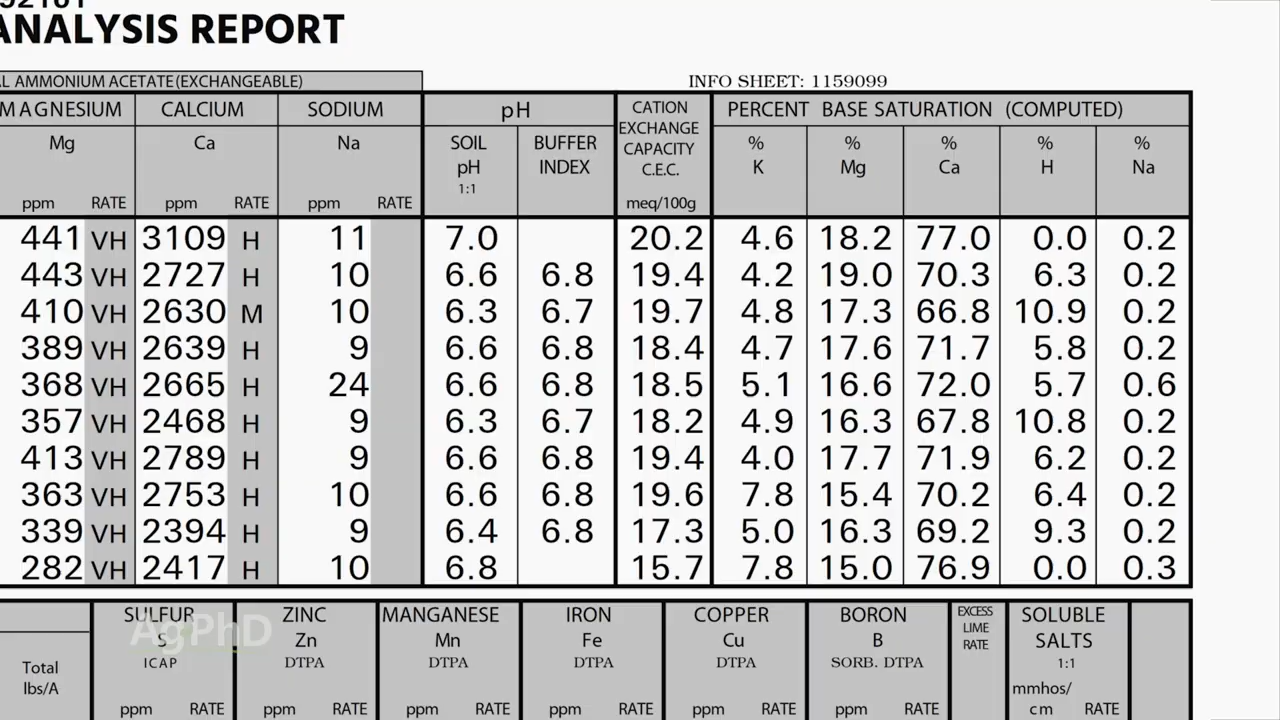 ANALYSIS REPORT
AMMONIUM ACETATE (EXCHANGEABLE)
INFO SHEET: 1159099
MAGNESIUM CALCIUM SODIUM pH CATION EXCHANGE CAPACITY C.E.C. PERCENT BASE SATURATION (COMPUTED)
Mg Ca Na SOIL pH 1:1 BUFFER INDEX % K % Mg % Ca % H % Na
ppm RATE ppm RATE ppm RATE meq/100g
441 VH 3109 H 11 7.0 20.2 4.6 18.2 77.0 0.0 0.2
443 VH 2727 H 10 6.6 6.8 19.4 4.2 19.0 70.3 6.3 0.2
410 VH 2630 M 10 6.3 6.7 19.7 4.8 17.3 66.8 10.9 0.2
389 VH 2639 H 9 6.6 6.8 18.4 4.7 17.6 71.7 5.8 0.2
368 VH 2665 H 24 6.6 6.8 18.5 5.1 16.6 72.0 5.7 0.6
357 VH 2468 H 9 6.3 6.7 18.2 4.9 16.3 67.8 10.8 0.2
413 VH 2789 H 9 6.6 6.8 19.4 4.0 17.7 71.9 6.2 0.2
363 VH 2753 H 10 6.6 6.8 19.6 7.8 15.4 70.2 6.4 0.2
339 VH 2394 H 9 6.4 6.8 17.3 5.0 16.3 69.2 9.3 0.2
282 VH 2417 H 10 6.8 15.7 7.8 15.0 76.9 0.0 0.3
SULFUR ZINC MANGANESE IRON COPPER BORON EXCESS LIME RATE SOLUBLE SALTS
AgPhD
S Zn Mn Fe Cu B
Total lbs/A ICAP DTPA DTPA DTPA DTPA SORB. DTPA 1:1
mmhos/cm RATE
ppm RATE ppm RATE ppm RATE ppm RATE ppm RATE ppm RATE